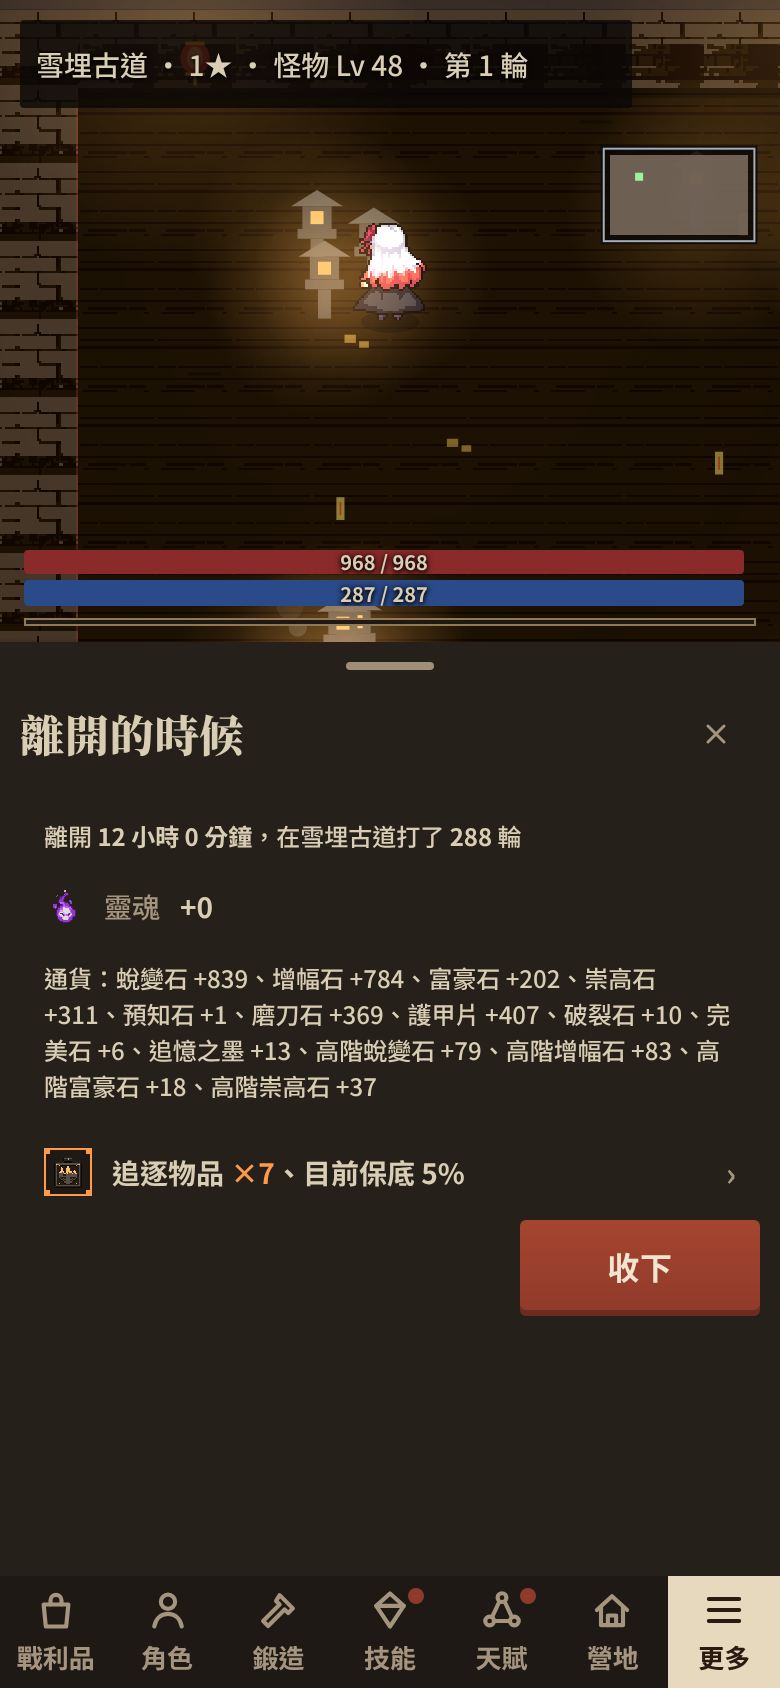 雪埋古道 · 1★ · 怪物 Lv 48 · 第 1 輪
968 / 968
287 / 287
離開的時候
離開 12 小時 0 分鐘，在雪埋古道打了 288 輪
靈魂 +0
通貨：蛻變石 +839、增幅石 +784、富豪石 +202、崇高石
+311、預知石 +1、磨刀石 +369、護甲片 +407、破裂石 +10、完
美石 +6、追憶之墨 +13、高階蛻變石 +79、高階增幅石 +83、高
階富豪石 +18、高階崇高石 +37
追逐物品 ×7、目前保底 5%
收下
戰利品
角色
鍛造
技能
天賦
營地
更多